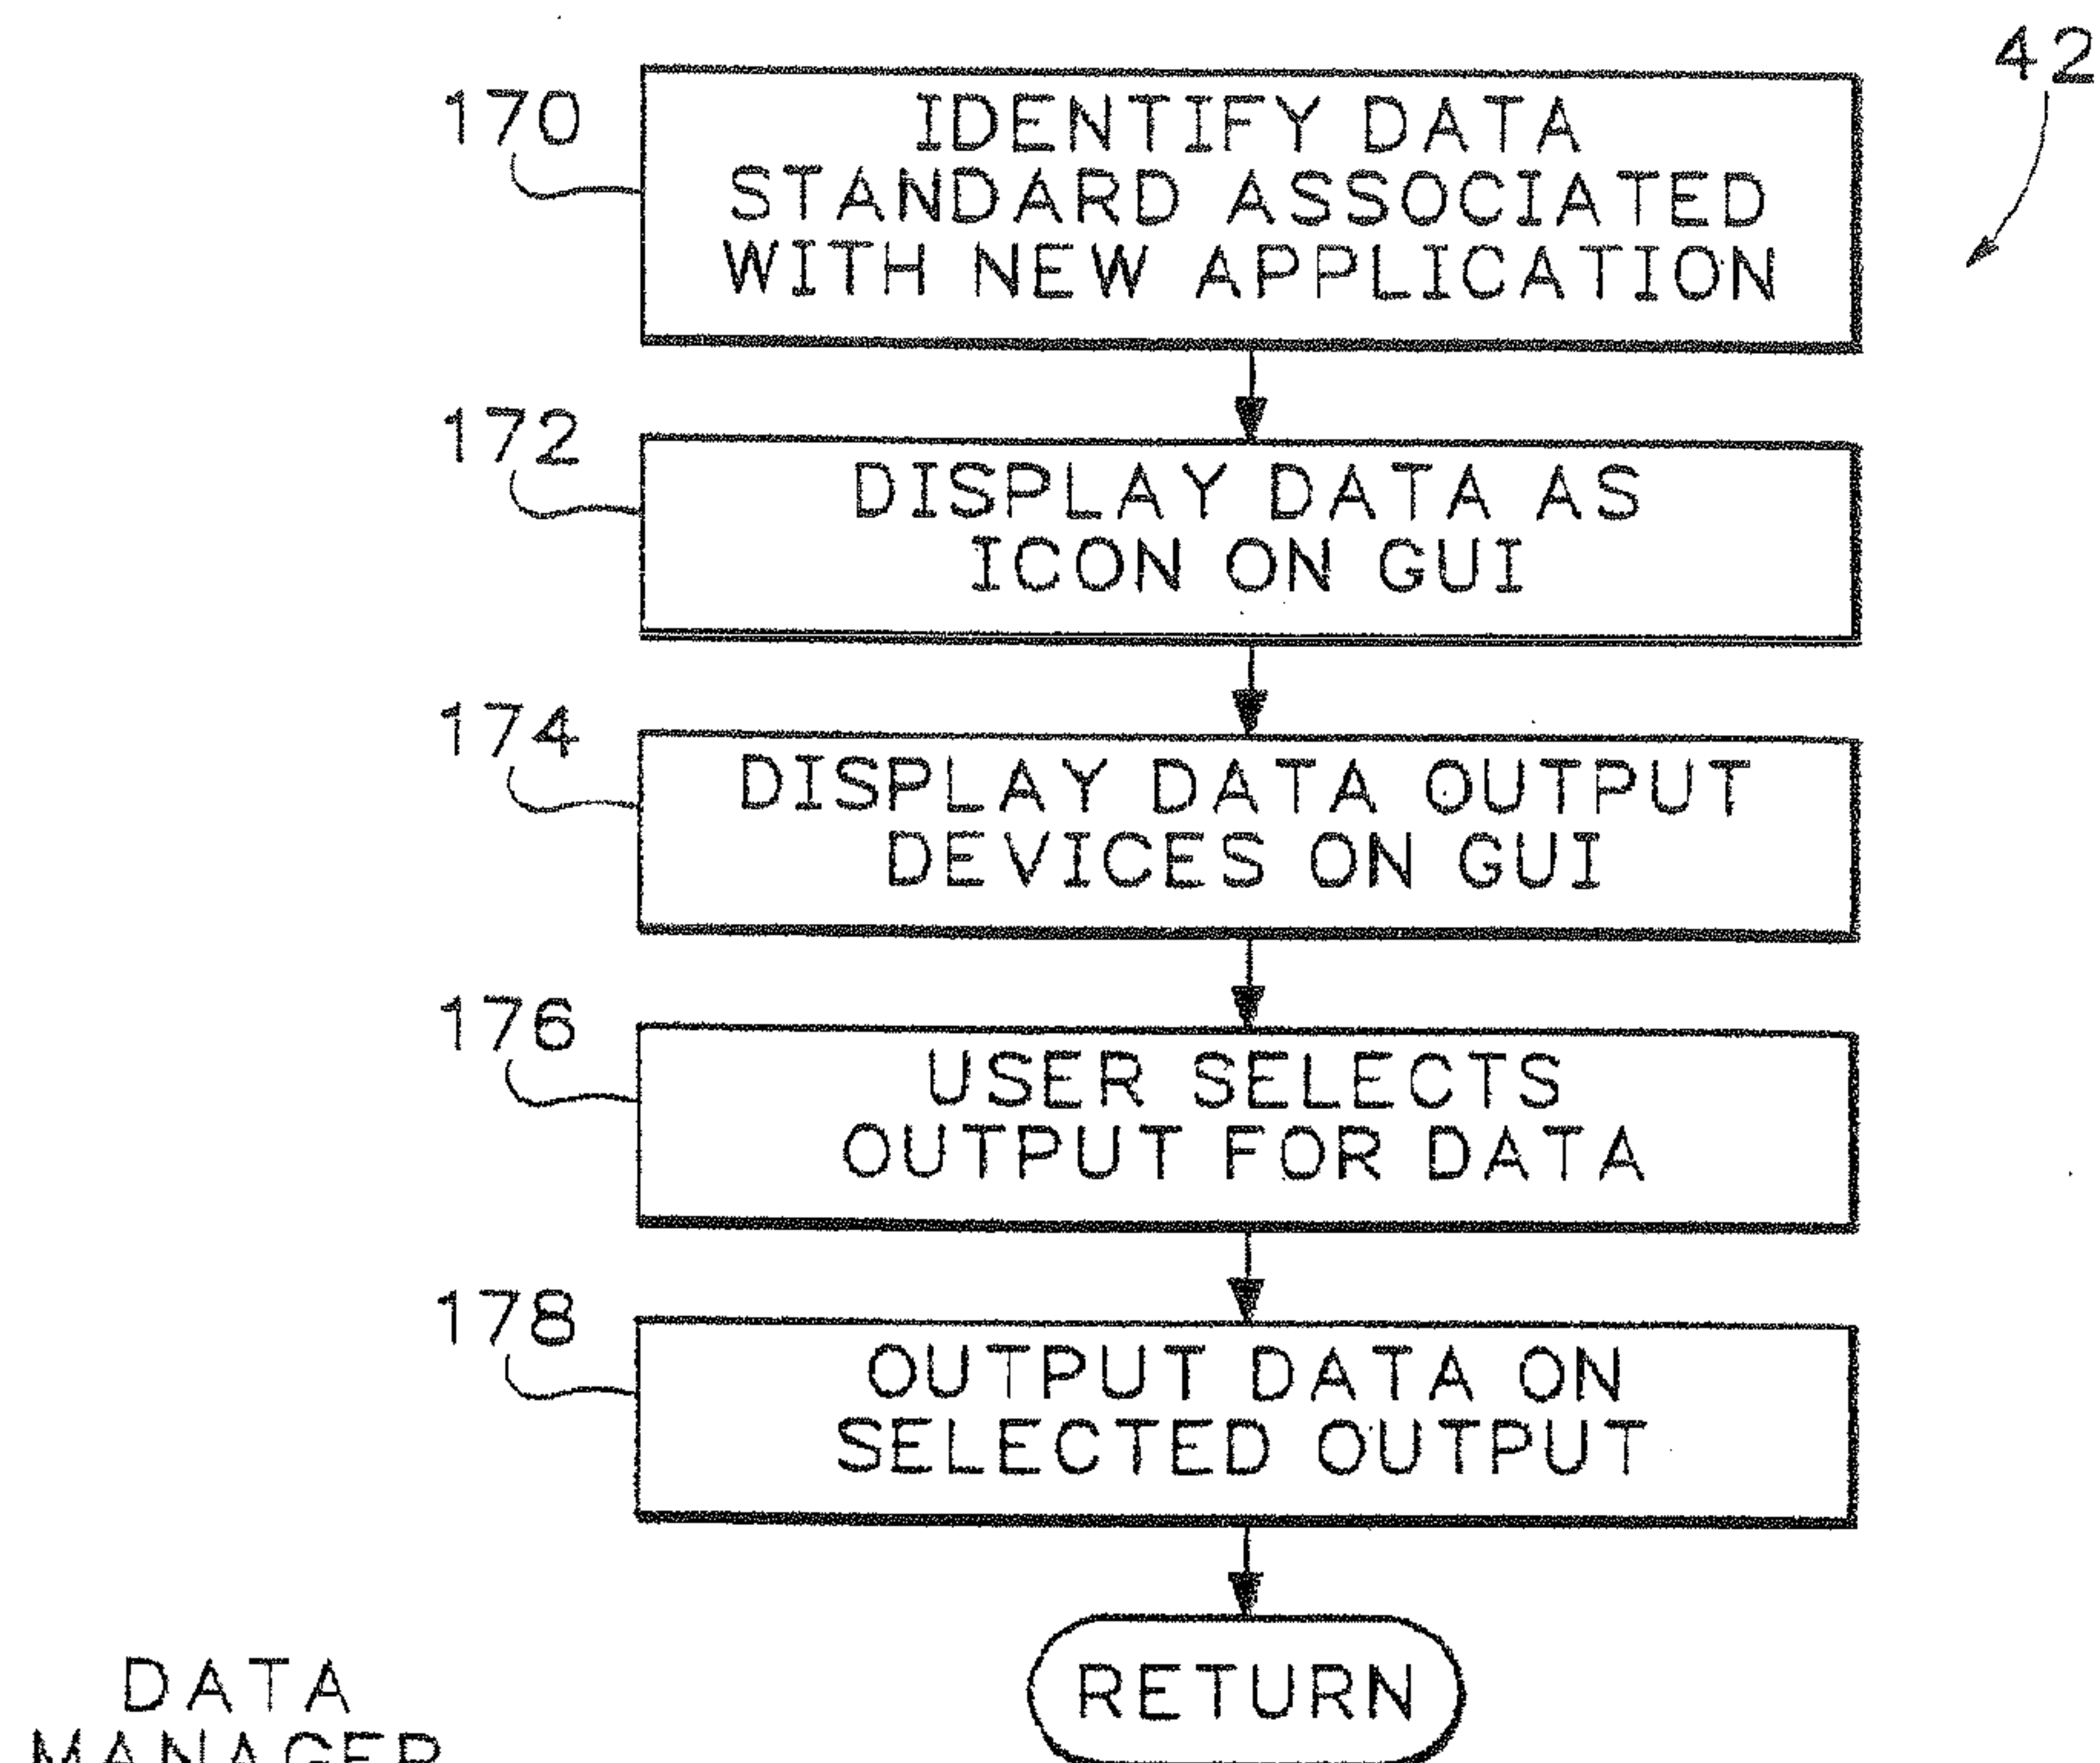 42
170
IDENTIFY DATA
STANDARD ASSOCIATED
WITH NEW APPLICATION
172
DISPLAY DATA AS
ICON ON GUI
174
DISPLAY DATA OUTPUT
DEVICES ON GUI
176
USER SELECTS
OUTPUT FOR DATA
178
OUTPUT DATA ON
SELECTED OUTPUT
RETURN
DATA
MANAGER